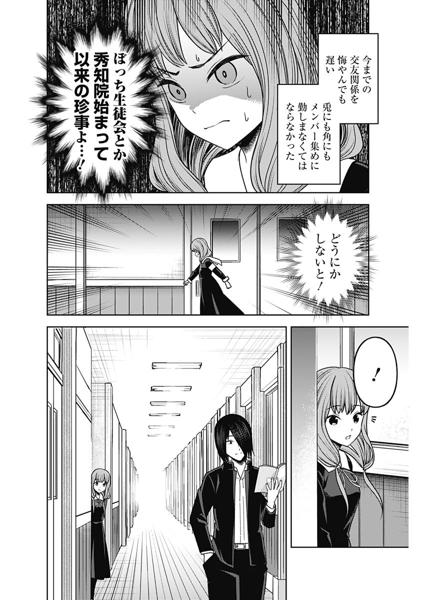 今までの
交友関係を
悔やんでも
遅い
兎にも角にも
メンバー集めに
勤しまなくては
ならなかった
ぼっち生徒会とか
秀知院始まって
以来の珍事よ…！
どうにか
しないと！
！